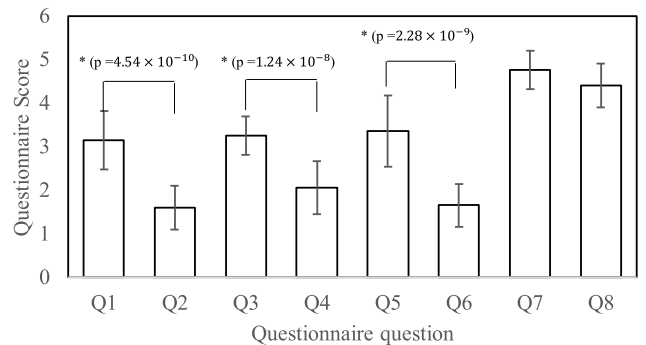 6
5
4
3
2
1
0
Questionnaire Score
* (p =4.54 × 10⁻¹⁰)
* (p =1.24 × 10⁻⁸)
* (p =2.28 × 10⁻⁹)
Q1 Q2 Q3 Q4 Q5 Q6 Q7 Q8
Questionnaire question